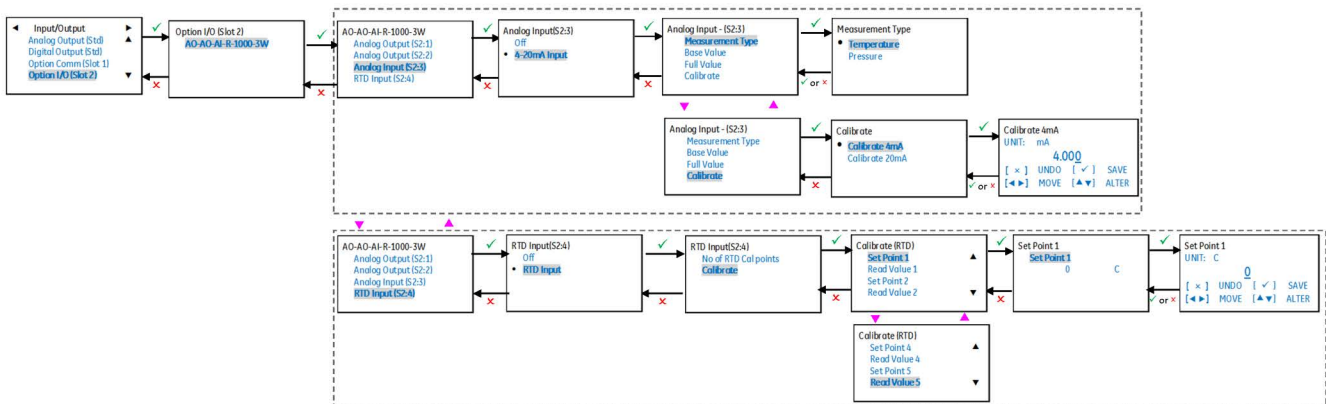 Input/Output
Analog Output (Std)
Digital Output (Std)
Option Comm (Slot 1)
Option I/O (Slot 2)
Option I/O (Slot 2)
AO-AO-AI-R-1000-3W
AO-AO-AI-R-1000-3W
Analog Output (S2:1)
Analog Output (S2:2)
Analog Input (S2:3)
RTD Input (S2:4)
Analog Input(S2:3)
Off
• 4-20mA Input
Analog Input - (S2:3)
Measurement Type
Base Value
Full Value
Calibrate
or ×
Measurement Type
• Temperature
Pressure
Analog Input - (S2:3)
Measurement Type
Base Value
Full Value
Calibrate
Calibrate
• Calibrate 4mA
Calibrate 20mA
✓ or ×
Calibrate 4mA
UNIT: mA
4.000
[ × ] UNDO [ ✓ ] SAVE
[◄ ►] MOVE [▲▼] ALTER
AO-AO-AI-R-1000-3W
Analog Output (S2:1)
Analog Output (S2:2)
Analog Input (S2:3)
RTD Input (S2:4)
RTD Input(S2:4)
Off
• RTD Input
RTD Input(S2:4)
No of RTD Cal points
Calibrate
Calibrate (RTD)
Set Point 1
Read Value 1
Set Point 2
Read Value 2
Set Point 1
Set Point 1
0 C
✓ or ×
Set Point 1
UNIT: C
0
[ × ] UNDO [ ✓ ] SAVE
[◄ ►] MOVE [▲▼] ALTER
Calibrate (RTD)
Set Point 4
Read Value 4
Set Point 5
Read Value 5